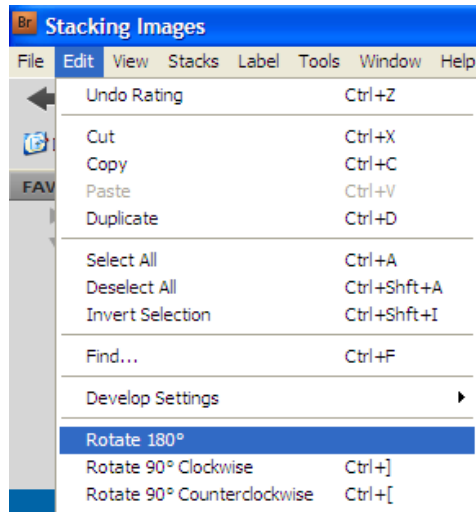 Br Stacking Images
File Edit View Stacks Label Tools Window Help
Undo Rating Ctrl+Z
Cut Ctrl+X
Copy Ctrl+C
FAV
Paste Ctrl+V
Duplicate Ctrl+D
Select All Ctrl+A
Deselect All Ctrl+Shft+A
Invert Selection Ctrl+Shft+I
Find... Ctrl+F
Develop Settings
Rotate 180°
Rotate 90° Clockwise Ctrl+]
Rotate 90° Counterclockwise Ctrl+[